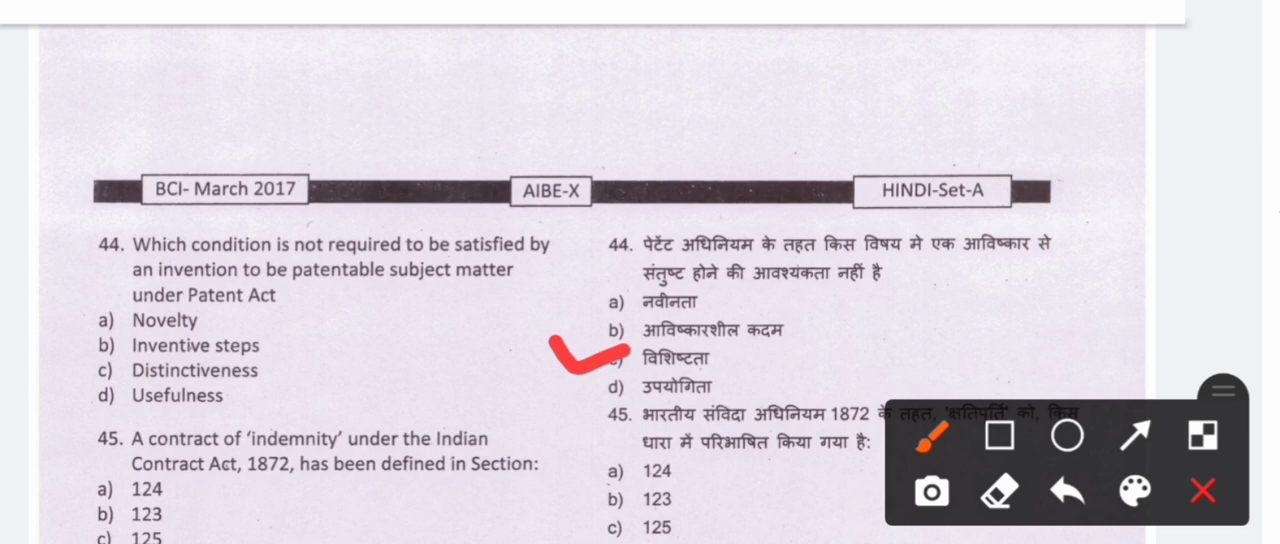 BCI- March 2017
AIBE-X
HINDI-Set-A
44. Which condition is not required to be satisfied by
an invention to be patentable subject matter
under Patent Act
a) Novelty
b) Inventive steps
c) Distinctiveness
d) Usefulness
45. A contract of ‘indemnity’ under the Indian
Contract Act, 1872, has been defined in Section:
a) 124
b) 123
c) 125
44. पेटेंट अधिनियम के तहत किस विषय मे एक आविष्कार से
संतुष्ट होने की आवश्यंकता नहीं है
a) नवीनता
b) आविष्कारशील कदम
c) विशिष्टता
d) उपयोगिता
45. भारतीय संविदा अधिनियम 1872 के तहत, 'क्षतिपूर्ति' को, किस
धारा में परिभाषित किया गया है:
a) 124
b) 123
c) 125